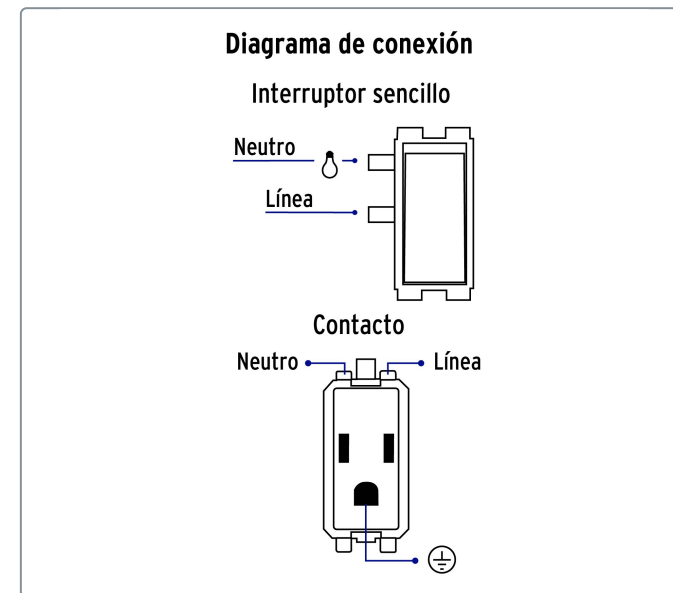 Diagrama de conexión
Interruptor sencillo
Neutro
Línea
Contacto
Neutro
Línea